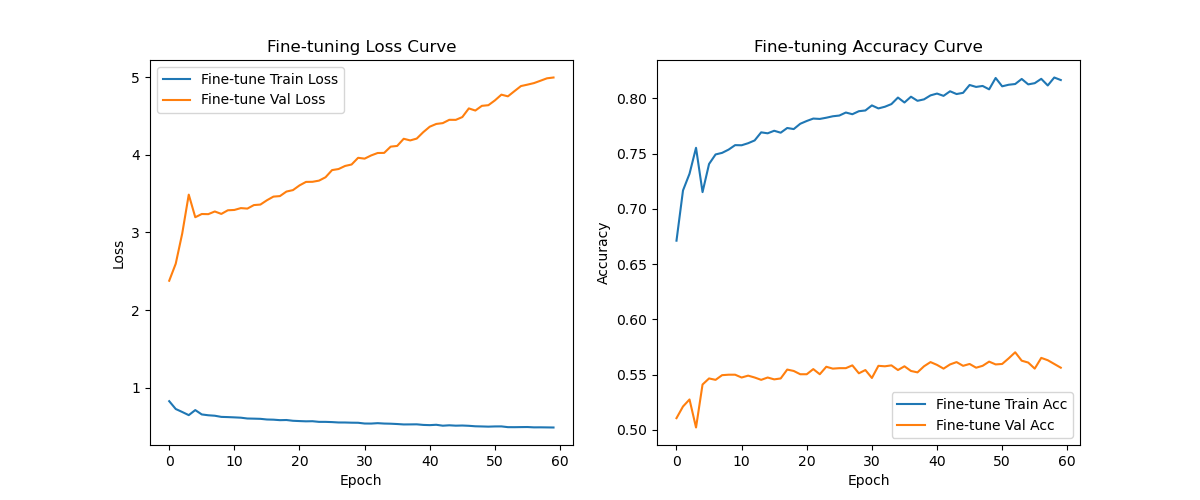 Fine-tuning Loss Curve
Fine-tune Train Loss
Fine-tune Val Loss
5
4
3
2
1
Loss
0 10 20 30 40 50 60
Epoch
Fine-tuning Accuracy Curve
0.80
0.75
0.70
0.65
0.60
0.55
0.50
Accuracy
Fine-tune Train Acc
Fine-tune Val Acc
0 10 20 30 40 50 60
Epoch